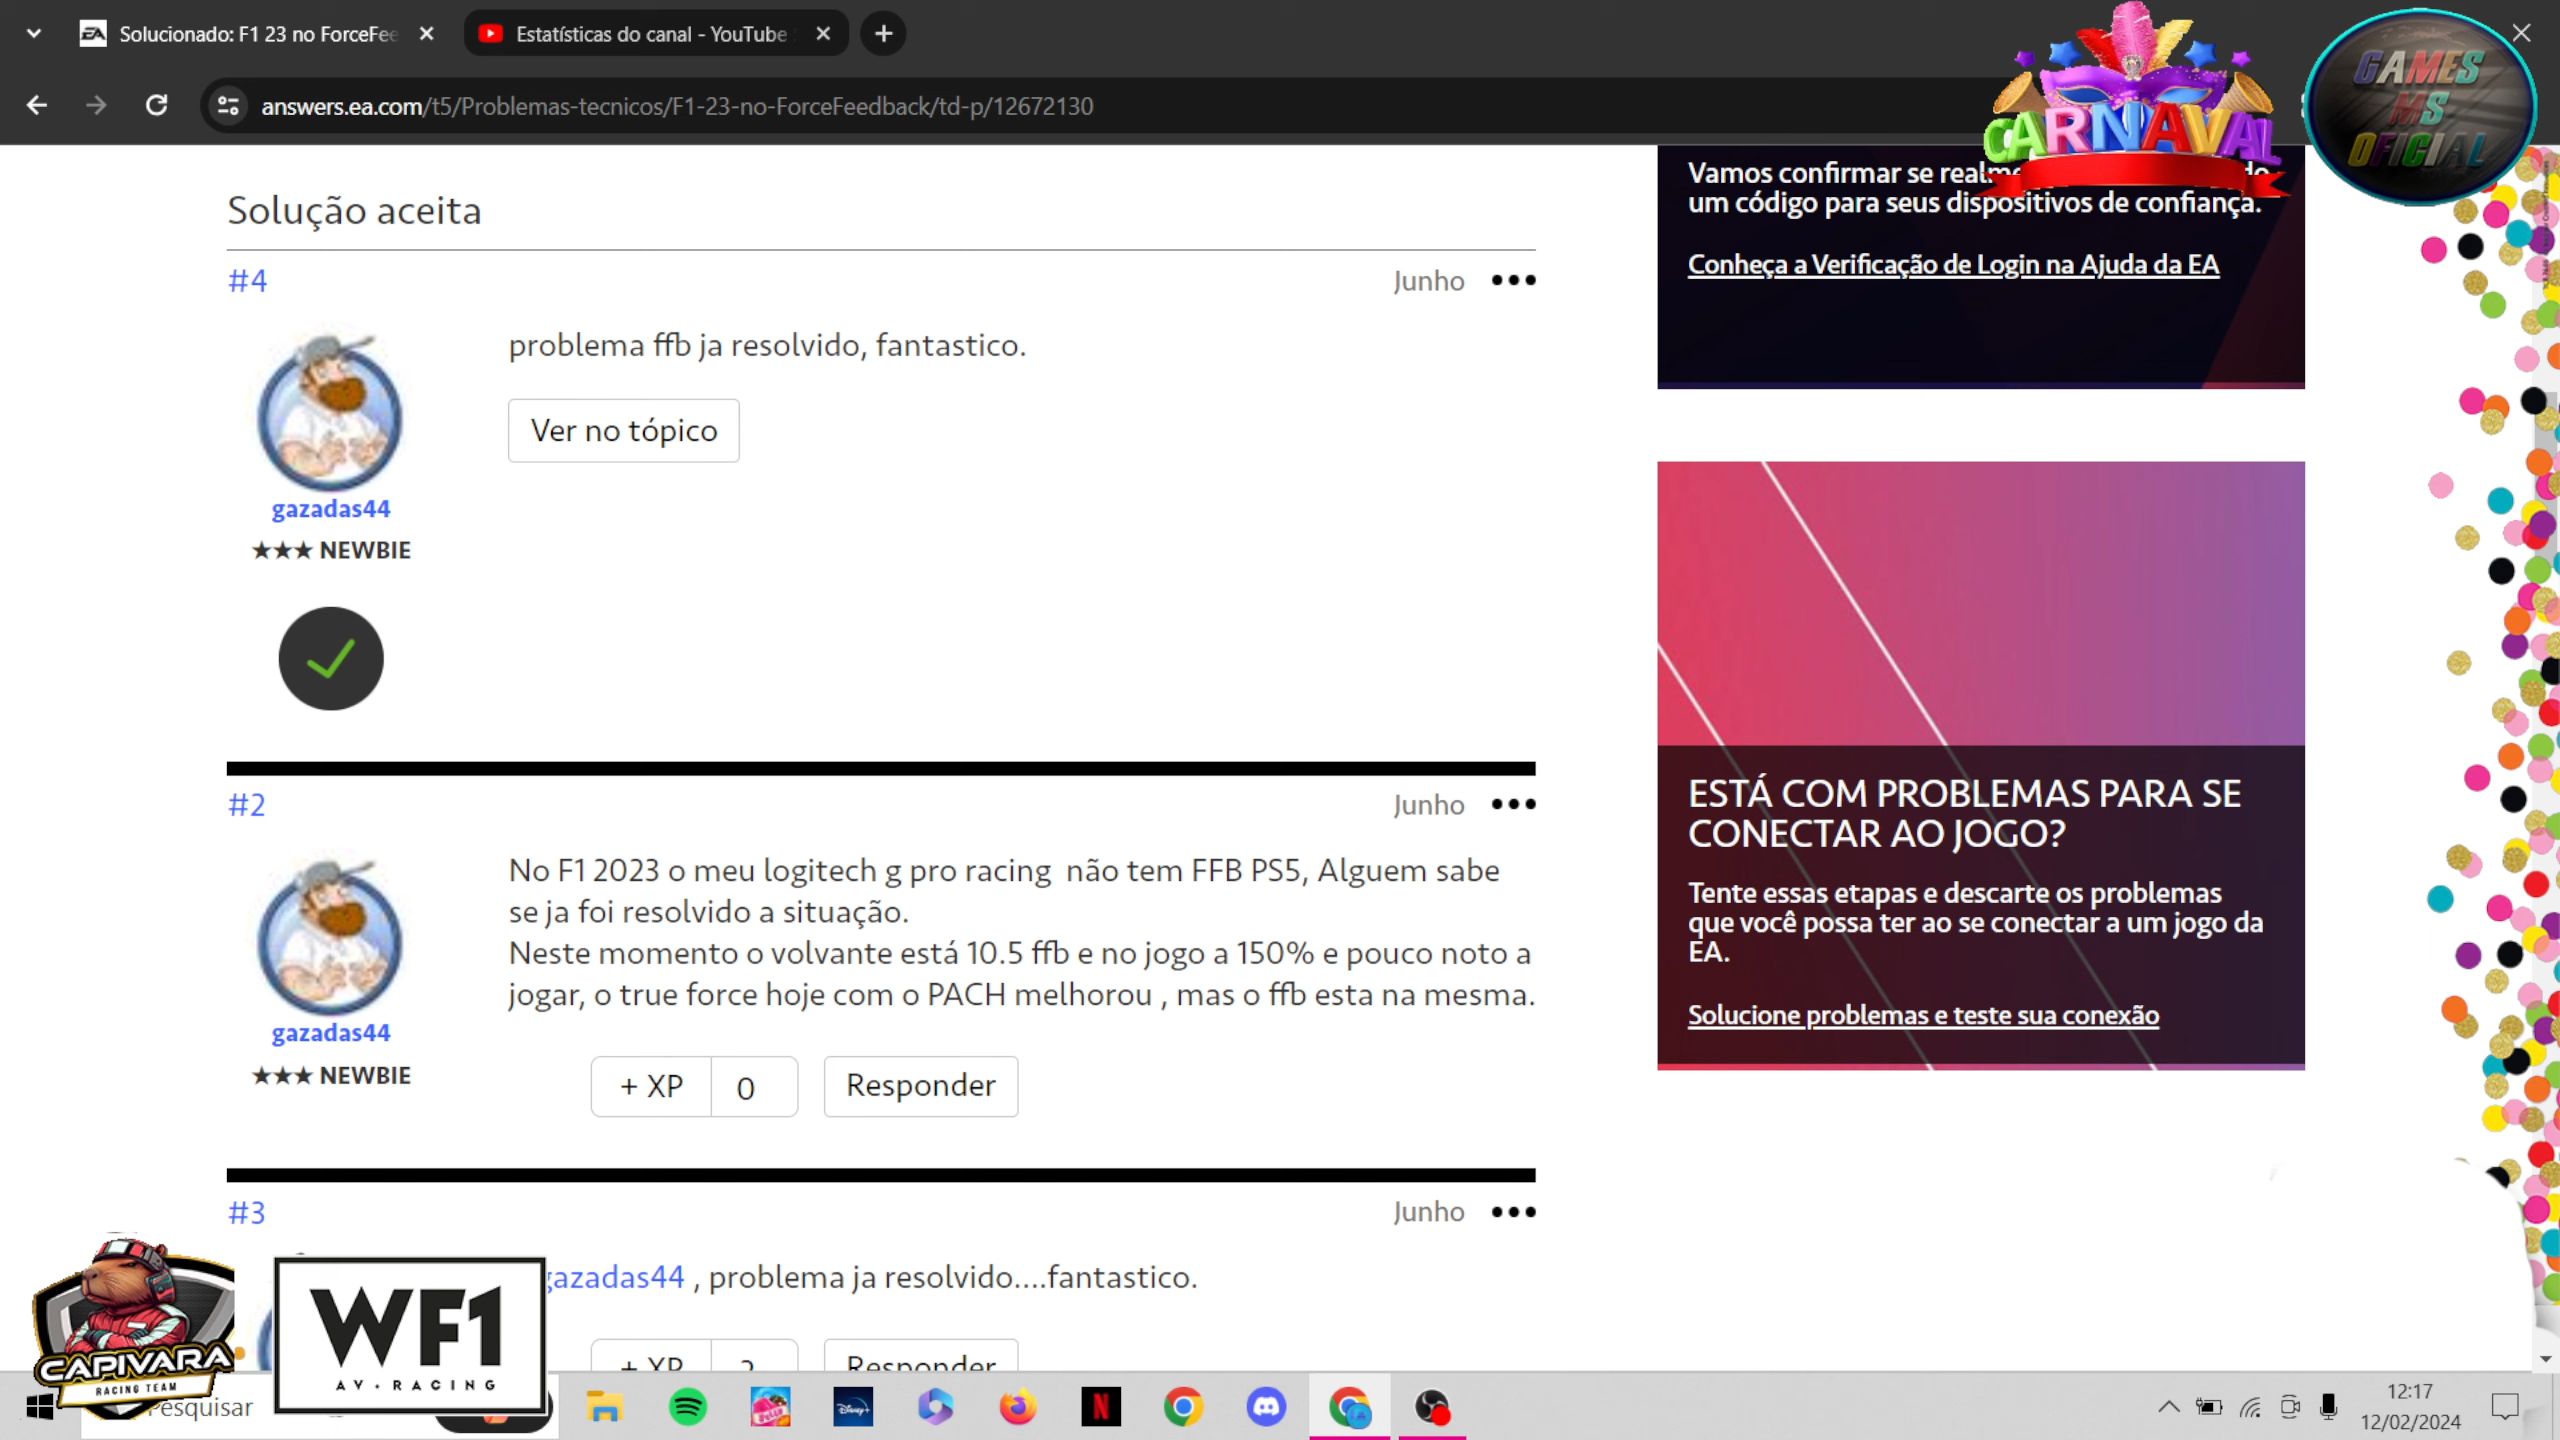 Solucionado: F1 23 no ForceFee
Estatísticas do canal - YouTube
answers.ea.com/t5/Problemas-tecnicos/F1-23-no-ForceFeedback/td-p/12672130
CARNAVAL
GAMES
MS
OFICIAL
Solução aceita
#4
Junho
problema ffb ja resolvido, fantastico.
Ver no tópico
gazadas44
★★★ NEWBIE
#2
Junho
No F1 2023 o meu logitech g pro racing não tem FFB PS5, Alguem sabe
se ja foi resolvido a situação.
Neste momento o volvante está 10.5 ffb e no jogo a 150% e pouco noto a
jogar, o true force hoje com o PACH melhorou , mas o ffb esta na mesma.
gazadas44
★★★ NEWBIE
+ XP
0
Responder
#3
Junho
gazadas44 , problema ja resolvido....fantastico.
+ XP
Responder
Vamos confirmar se
um código para seus dispositivos de confiança.
Conheça a Verificação de Login na Ajuda da EA
ESTÁ COM PROBLEMAS PARA SE
CONECTAR AO JOGO?
Tente essas etapas e descarte os problemas
que você possa ter ao se conectar a um jogo da
EA.
Solucione problemas e teste sua conexão
CAPIVARA
RACING TEAM
WF1
AV · RACING
Pesquisar
Disney+
N
12:17
12/02/2024